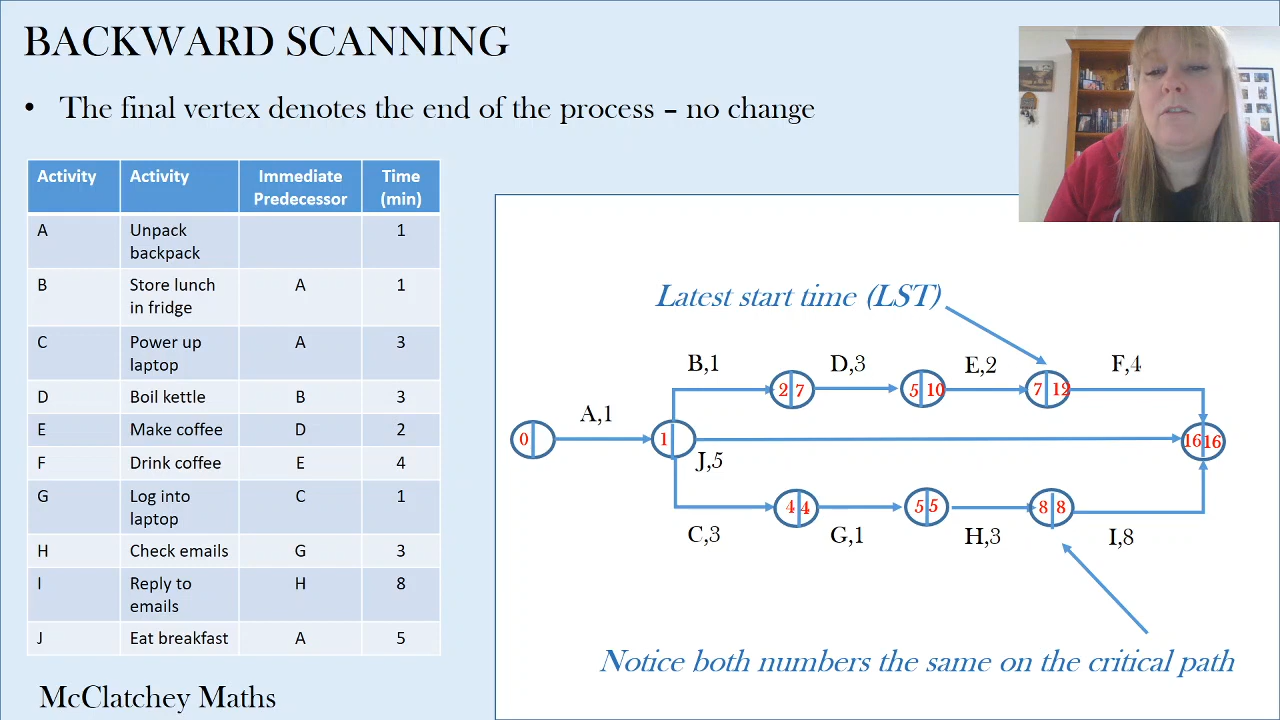 BACKWARD SCANNING
• The final vertex denotes the end of the process – no change
Activity Activity Immediate Predecessor Time (min)
A Unpack backpack 1
B Store lunch in fridge A 1
C Power up laptop A 3
D Boil kettle B 3
E Make coffee D 2
F Drink coffee E 4
G Log into laptop C 1
H Check emails G 3
I Reply to emails H 8
J Eat breakfast A 5
McClatchey Maths
Latest start time (LST)
B,1 D,3 E,2 F,4
2 7 5 10 7 12
A,1
0 1 16 16
J,5
4 4 5 5 8 8
C,3 G,1 H,3 I,8
Notice both numbers the same on the critical path